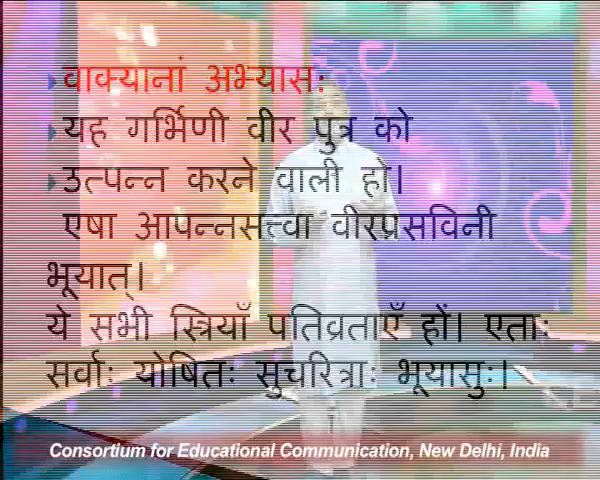 वाक्यानां अभ्यासः
यह गर्भिणी वीर पुत्र को
उत्पन्न करने वाली हो।
एषा आपन्नसत्त्वा वीरप्रसविनी
भूयात्।
ये सभी स्त्रियाँ पतिव्रताएँ हों। एताः
सर्वाः योषितः सुचरित्राः भूयासुः।
Consortium for Educational Communication, New Delhi, India